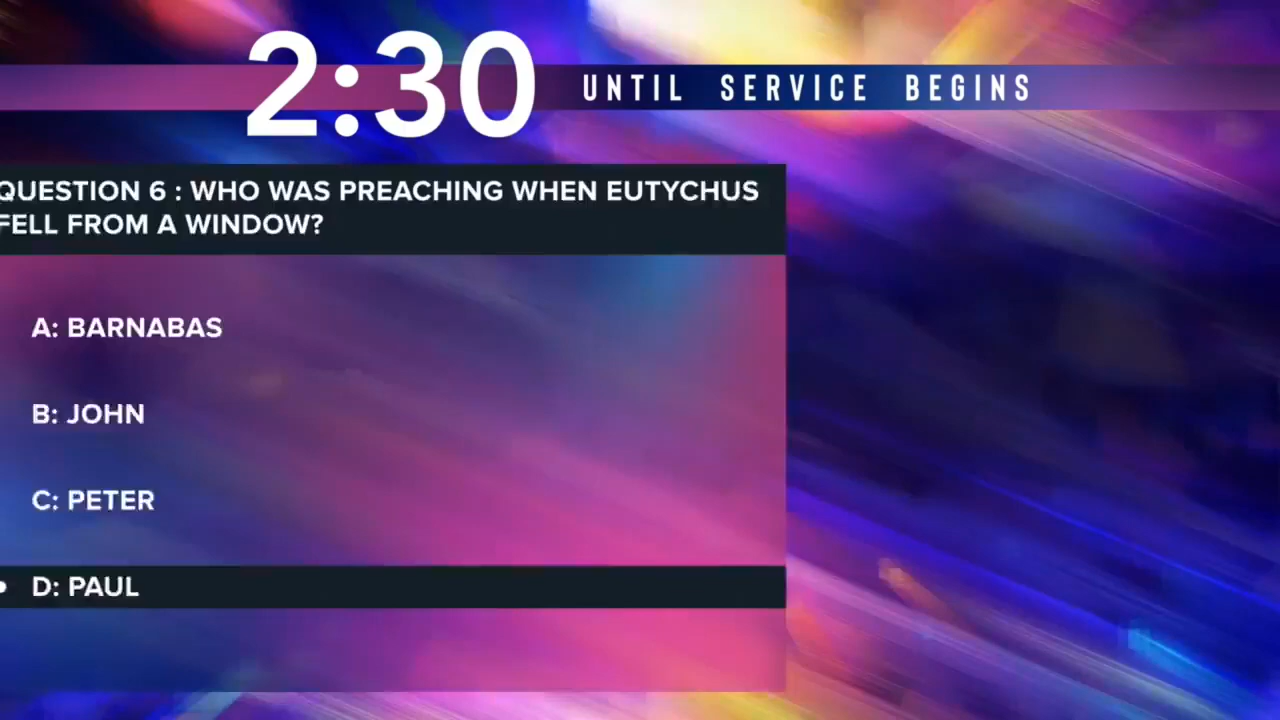 2:30 UNTIL SERVICE BEGINS
QUESTION 6 : WHO WAS PREACHING WHEN EUTYCHUS
FELL FROM A WINDOW?
A: BARNABAS
B: JOHN
C: PETER
D: PAUL